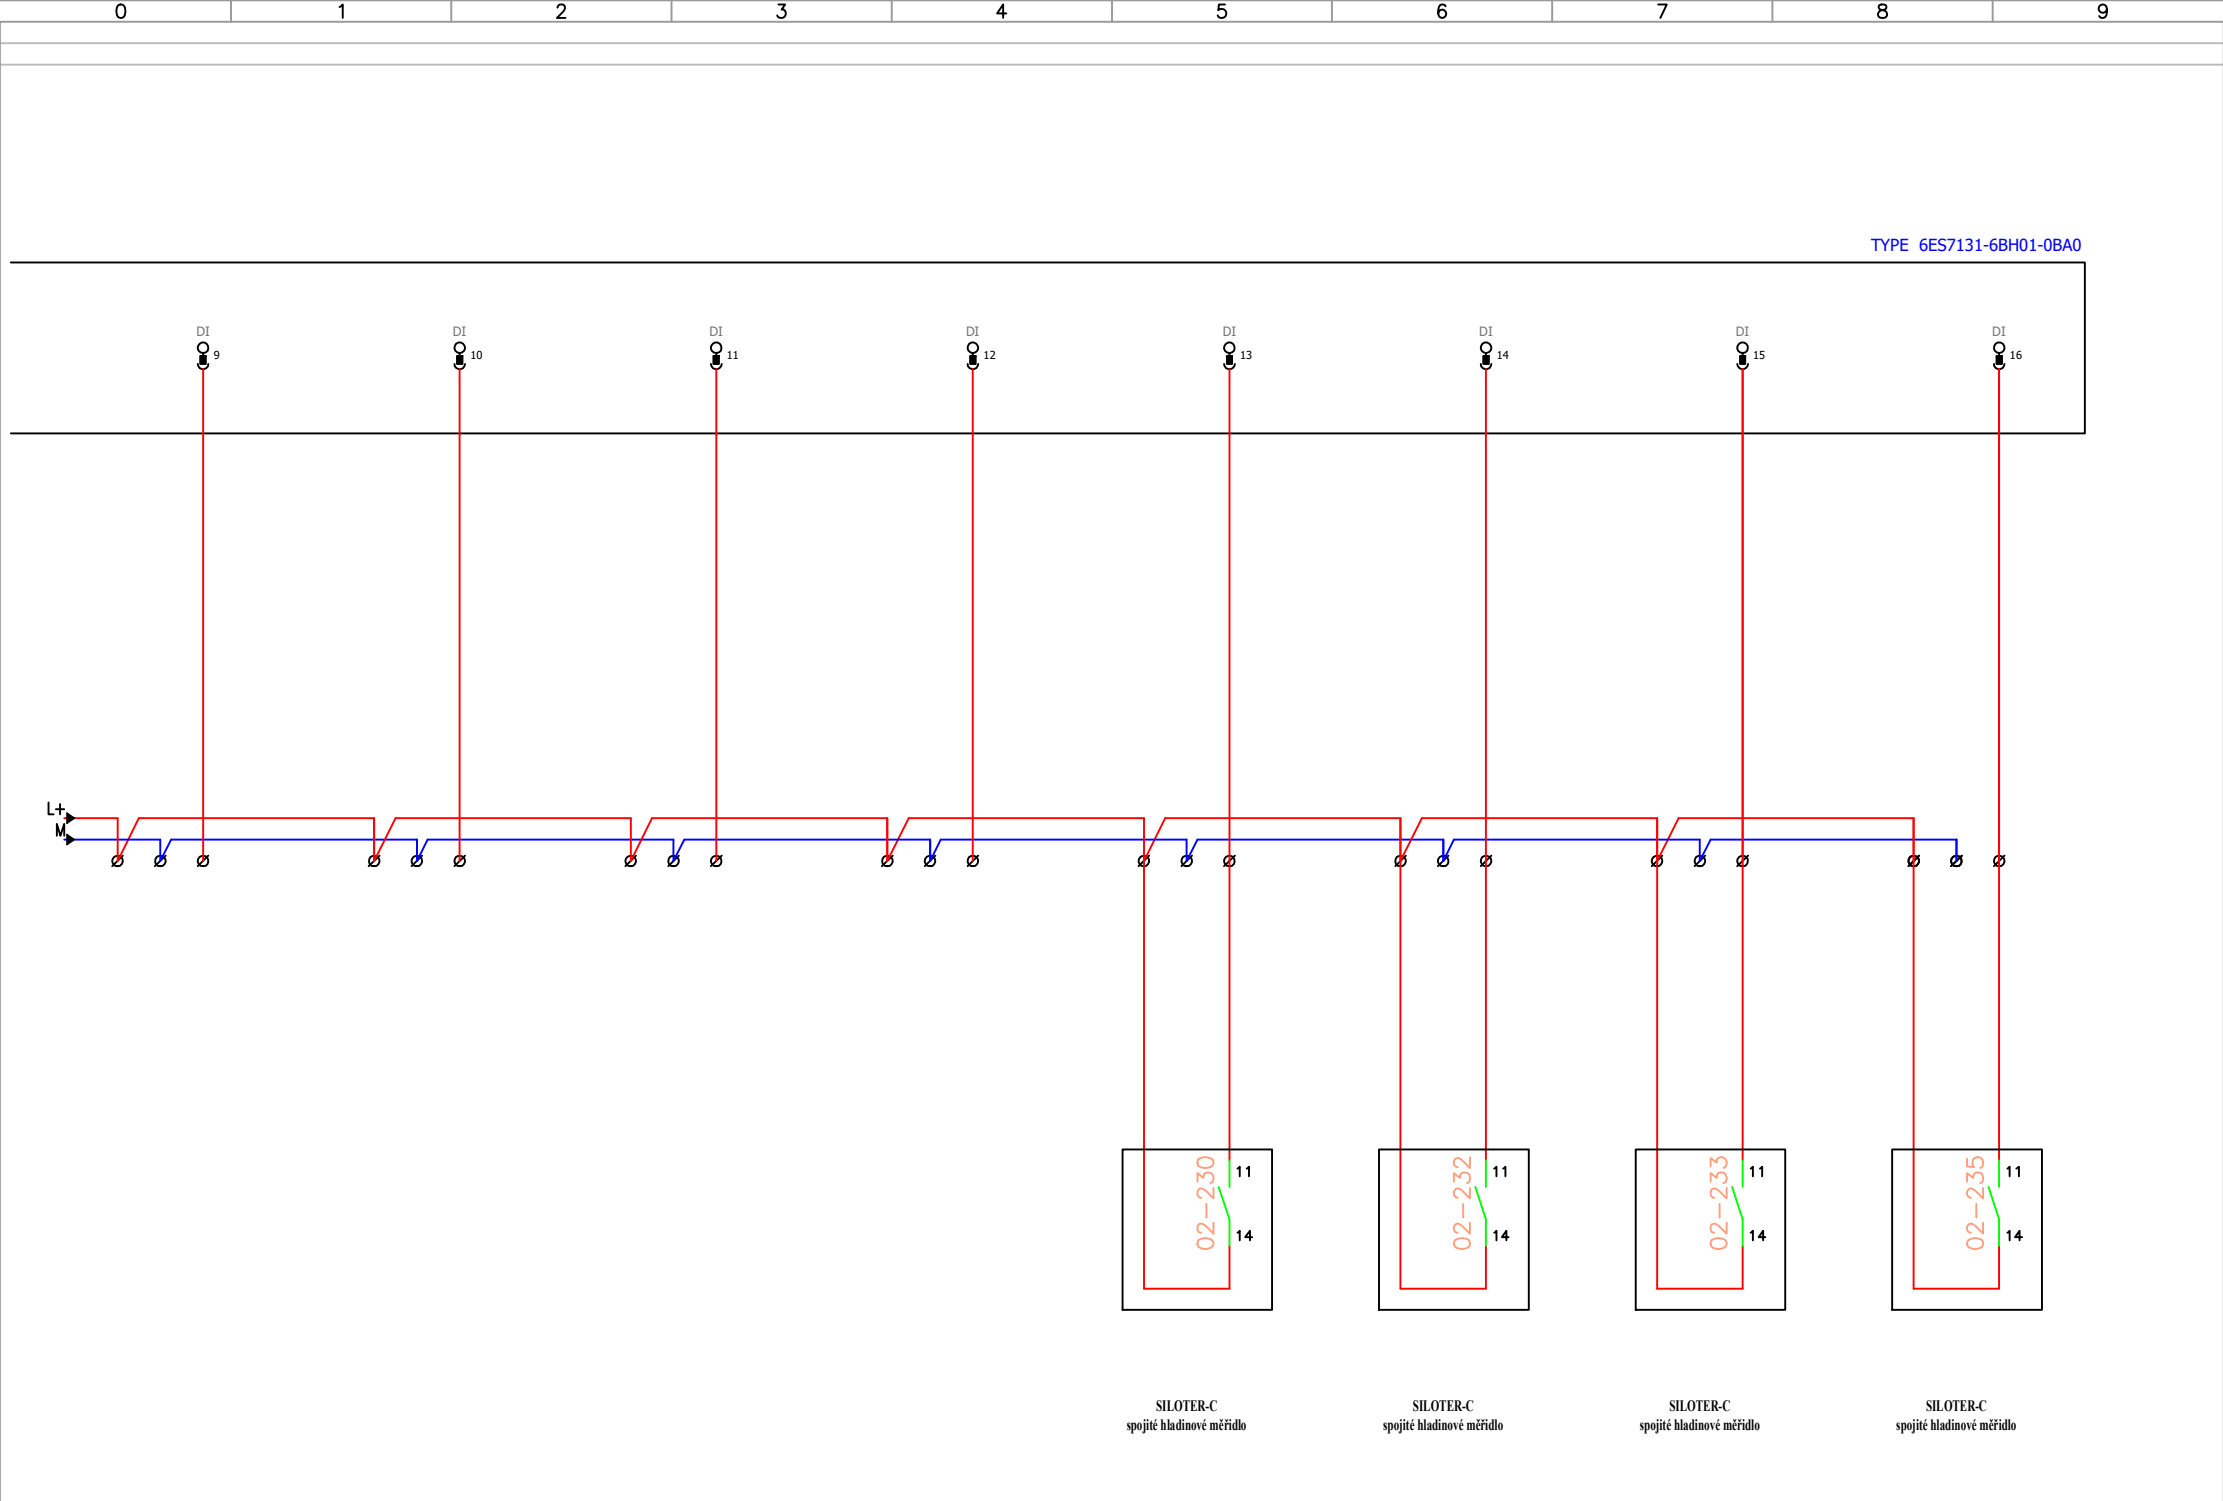 0 1 2 3 4 5 6 7 8 9
TYPE 6ES7131-6BH01-0BA0
DI DI DI DI DI DI DI DI
9 10 11 12 13 14 15 16
L+
M
02-230 11 14
02-232 11 14
02-233 11 14
02-235 11 14
SILOTER-C SILOTER-C SILOTER-C SILOTER-C
spojité hladinové měřidlo spojité hladinové měřidlo spojité hladinové měřidlo spojité hladinové měřidlo